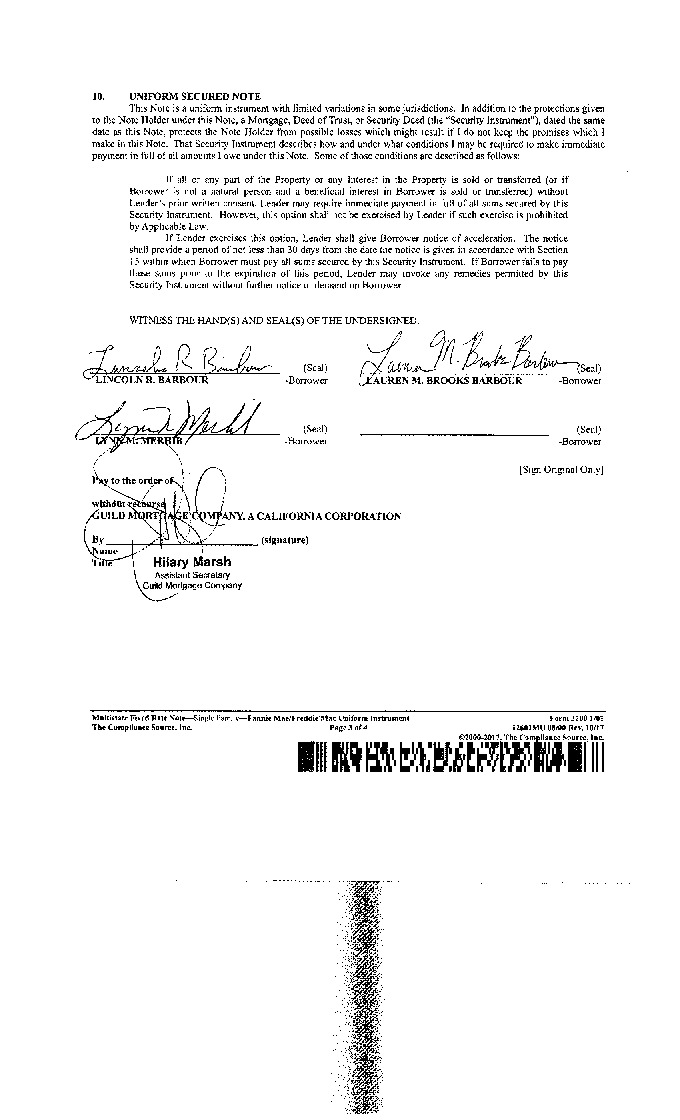 10. UNIFORM SECURED NOTE
This Note is a uniform instrument with limited variations in some jurisdictions. In addition to the protections given
to the Note Holder under this Note, a Mortgage, Deed of Trust, or Security Deed (the "Security Instrument"), dated the same
date as this Note, protects the Note Holder from possible losses which might result if I do not keep the promises which I
make in this Note. That Security Instrument describes how and under what conditions I may be required to make immediate
payment in full of all amounts I owe under this Note. Some of those conditions are described as follows:
If all or any part of the Property or any Interest in the Property is sold or transferred (or if
Borrower is not a natural person and a beneficial interest in Borrower is sold or transferred) without
Lender's prior written consent, Lender may require immediate payment in full of all sums secured by this
Security Instrument. However, this option shall not be exercised by Lender if such exercise is prohibited
by Applicable Law.
If Lender exercises this option, Lender shall give Borrower notice of acceleration. The notice
shall provide a period of not less than 30 days from the date the notice is given in accordance with Section
15 within which Borrower must pay all sums secured by this Security Instrument. If Borrower fails to pay
these sums prior to the expiration of this period, Lender may invoke any remedies permitted by this
Security Instrument without further notice or demand on Borrower.
WITNESS THE HAND(S) AND SEAL(S) OF THE UNDERSIGNED.
Lincoln R Barbour (Seal) Lauren M. Brooks Barbour (Seal)
LINCOLN R. BARBOUR -Borrower LAUREN M. BROOKS BARBOUR -Borrower
(Seal) (Seal)
LYNN M. -Borrower -Borrower
[Sign Original Only]
Pay to the order of
without recourse
GUILD MORTGAGE COMPANY, A CALIFORNIA CORPORATION
By (signature)
Name
Title Hilary Marsh
Assistant Secretary
Guild Mortgage Company
Multistate Fixed Rate Note—Single Family—Fannie Mae/Freddie Mac Uniform Instrument Form 3200 1/01
The Compliance Source, Inc. Page 3 of 4 12601MU 08/00 Rev. 10/17
©2000-2017, The Compliance Source, Inc.